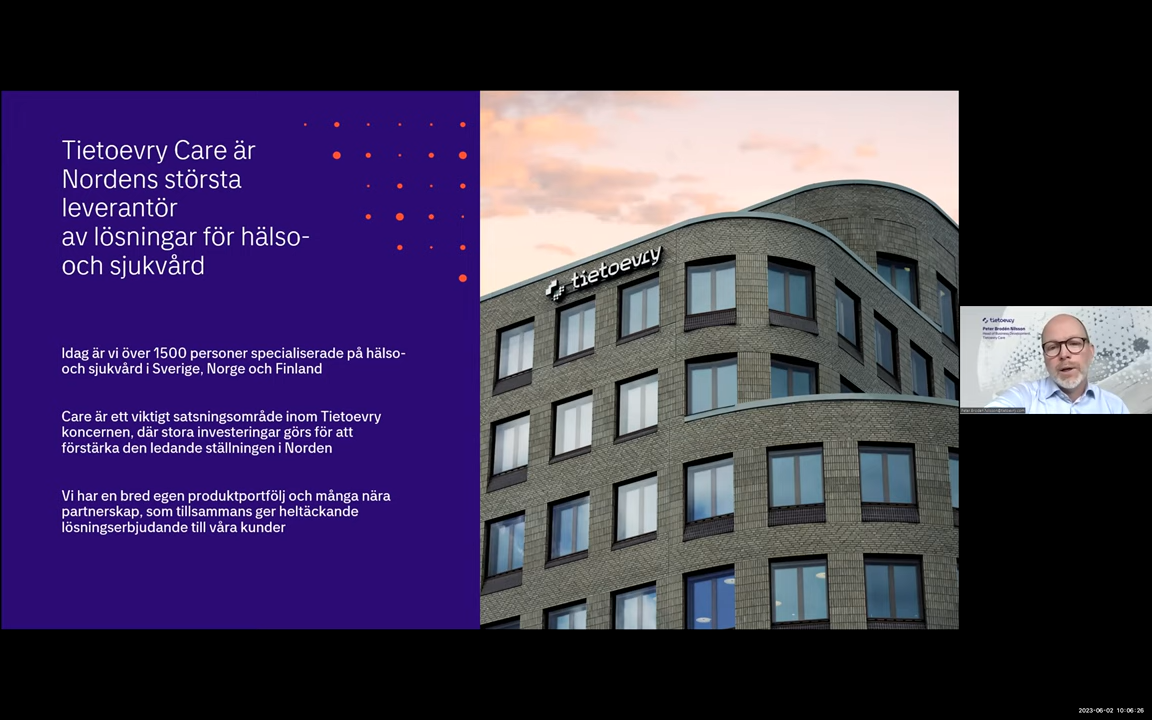 Tietoevry Care är
Nordens största
leverantör
av lösningar för hälso-
och sjukvård
Idag är vi över 1500 personer specialiserade på hälso-
och sjukvård i Sverige, Norge och Finland
Care är ett viktigt satsningsområde inom Tietoevry
koncernen, där stora investeringar görs för att
förstärka den ledande ställningen i Norden
Vi har en bred egen produktportfölj och många nära
partnerskap, som tillsammans ger heltäckande
lösningserbjudande till våra kunder
tietoevry
tietoevry
Tietoevry Care
2023-06-02 10:06:26